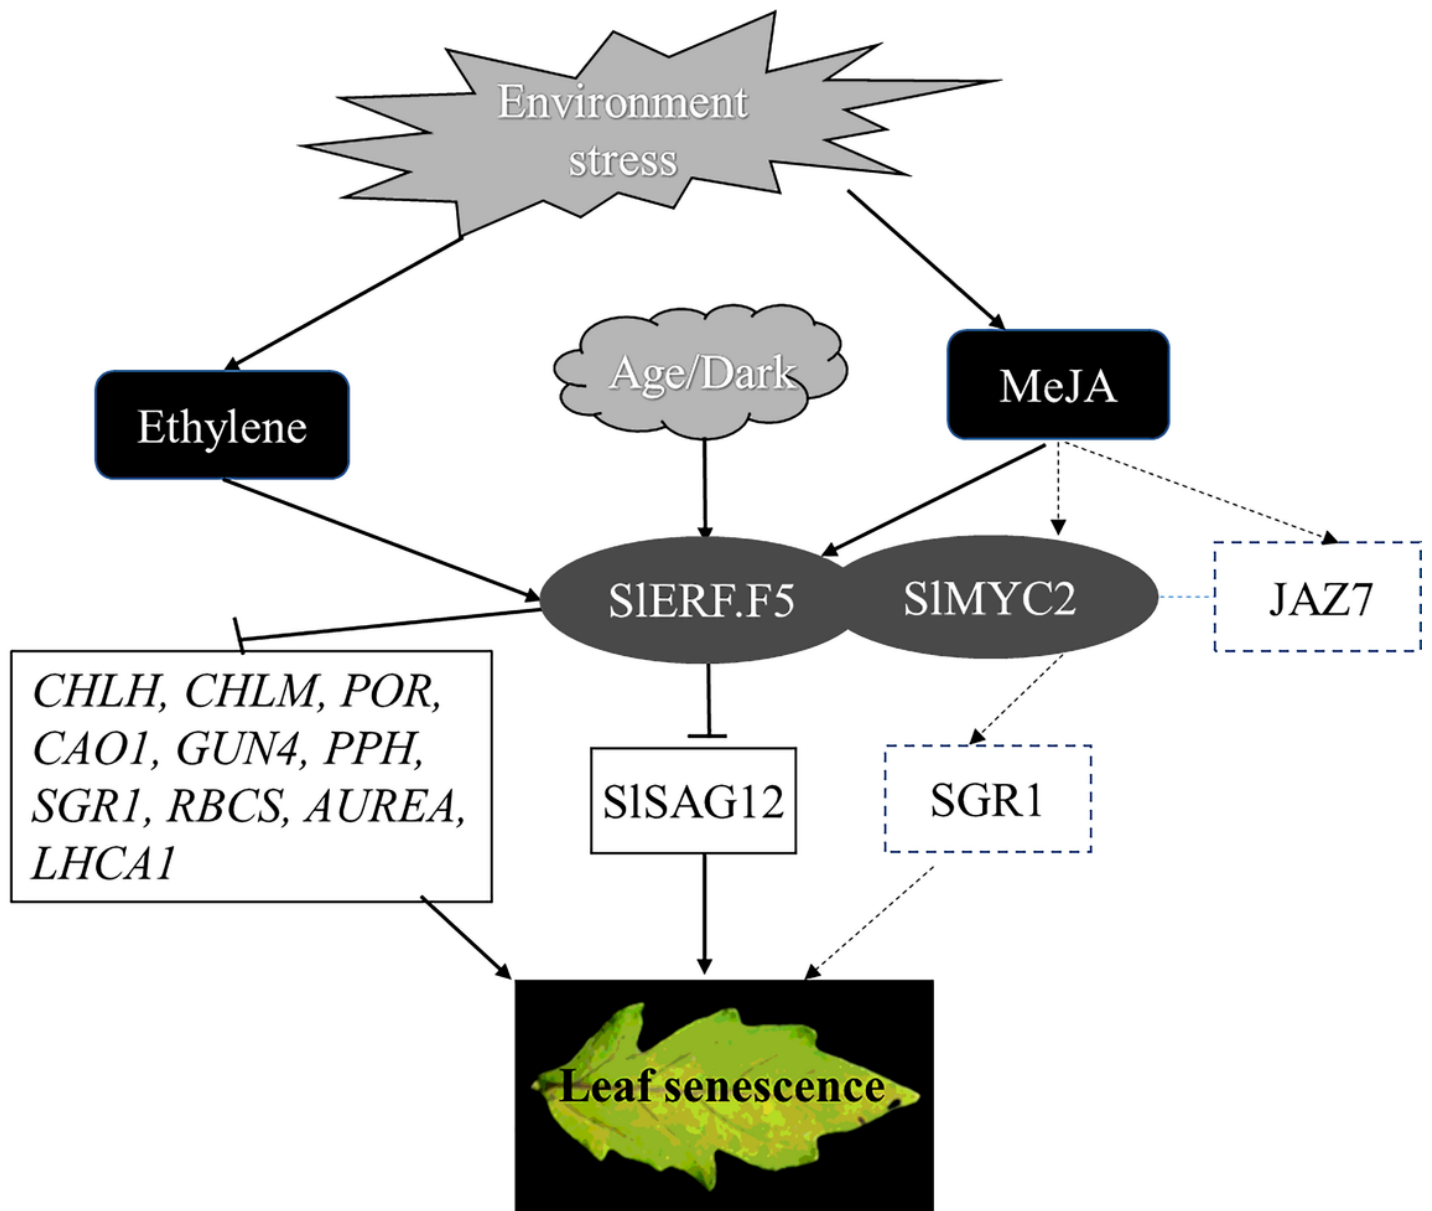 Environment
stress
Ethylene
Age/Dark
MeJA
SlERF.F5
SlMYC2
JAZ7
CHLH, CHLM, POR,
CAO1, GUN4, PPH,
SGR1, RBCS, AUREA,
LHCA1
SlSAG12
SGR1
Leaf senescence